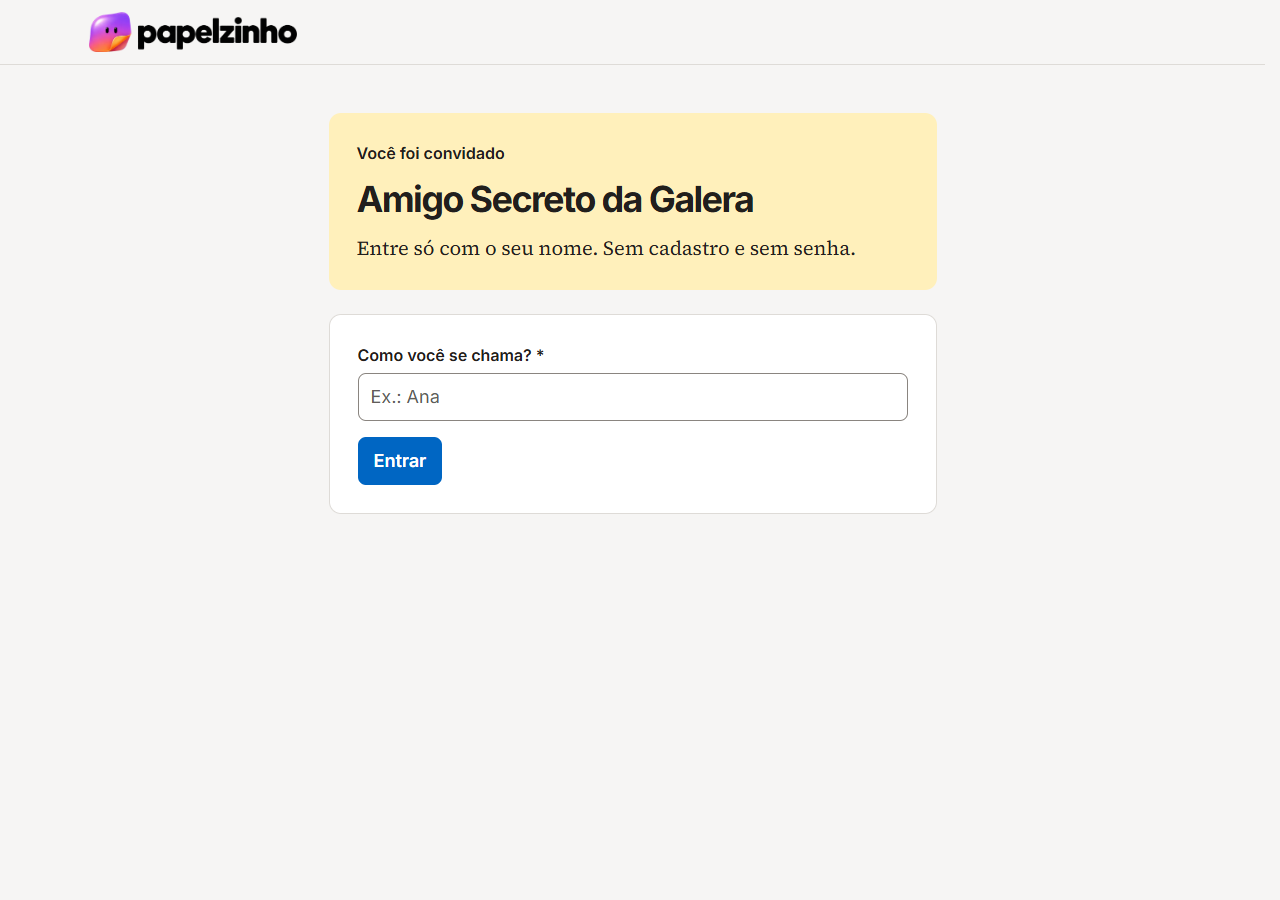 papelzinho
Você foi convidado
Amigo Secreto da Galera
Entre só com o seu nome. Sem cadastro e sem senha.
Como você se chama? *
Ex.: Ana
Entrar